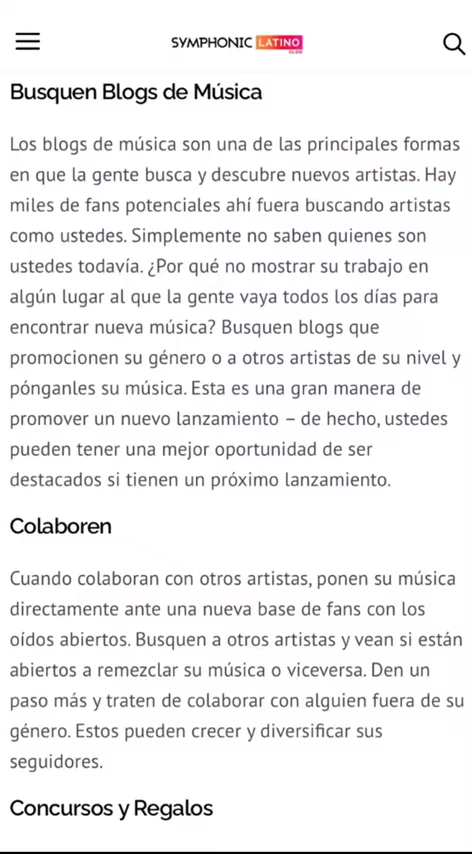 SYMPHONIC LATINO
BLOG
Busquen Blogs de Música
Los blogs de música son una de las principales formas
en que la gente busca y descubre nuevos artistas. Hay
miles de fans potenciales ahí fuera buscando artistas
como ustedes. Simplemente no saben quienes son
ustedes todavía. ¿Por qué no mostrar su trabajo en
algún lugar al que la gente vaya todos los días para
encontrar nueva música? Busquen blogs que
promocionen su género o a otros artistas de su nivel y
pónganles su música. Esta es una gran manera de
promover un nuevo lanzamiento – de hecho, ustedes
pueden tener una mejor oportunidad de ser
destacados si tienen un próximo lanzamiento.
Colaboren
Cuando colaboran con otros artistas, ponen su música
directamente ante una nueva base de fans con los
oídos abiertos. Busquen a otros artistas y vean si están
abiertos a remezclar su música o viceversa. Den un
paso más y traten de colaborar con alguien fuera de su
género. Estos pueden crecer y diversificar sus
seguidores.
Concursos y Regalos